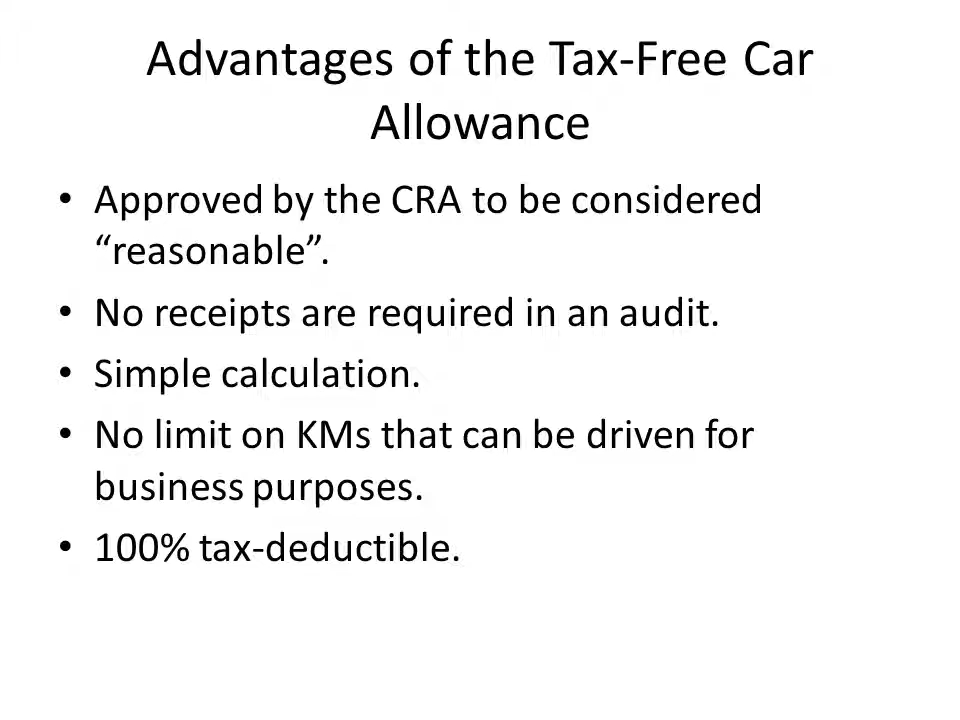 Advantages of the Tax-Free Car
Allowance
• Approved by the CRA to be considered
“reasonable”.
• No receipts are required in an audit.
• Simple calculation.
• No limit on KMs that can be driven for
business purposes.
• 100% tax-deductible.